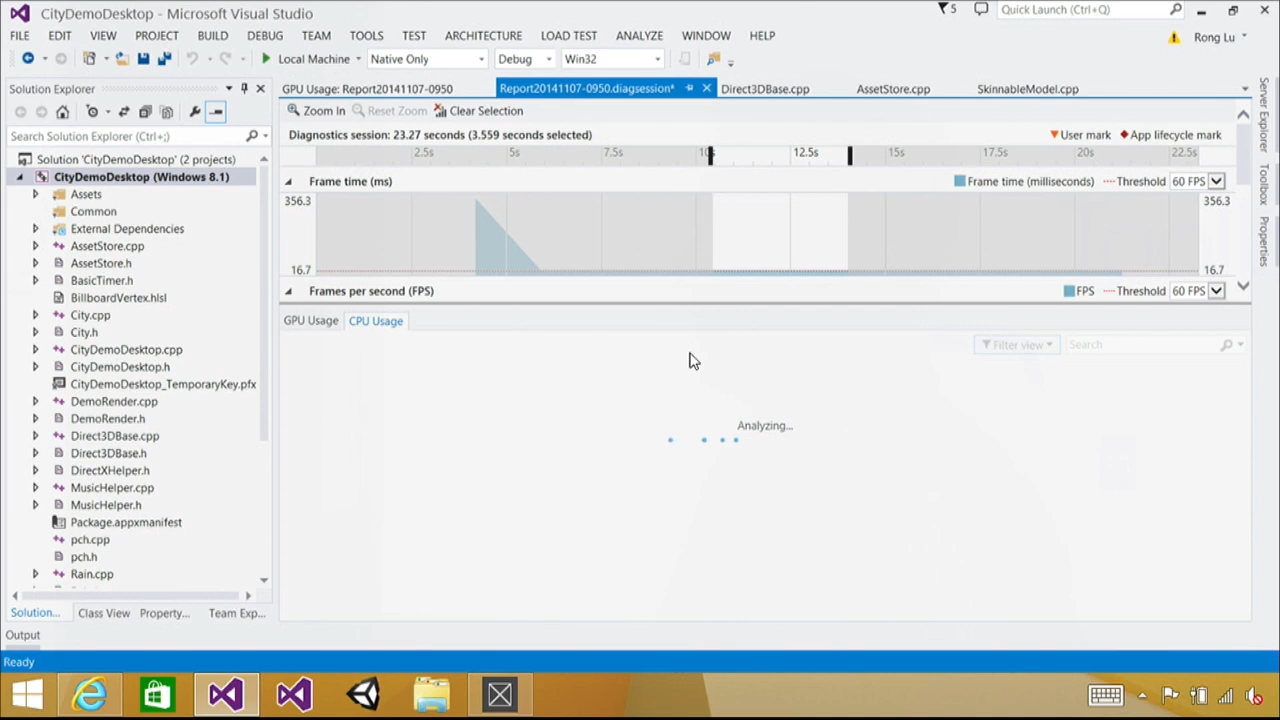 CityDemoDesktop - Microsoft Visual Studio
5
Quick Launch (Ctrl+Q)
FILE EDIT VIEW PROJECT BUILD DEBUG TEAM TOOLS TEST ARCHITECTURE LOAD TEST ANALYZE WINDOW HELP
Rong Lu
Local Machine Native Only Debug Win32
Solution Explorer
GPU Usage: Report20141107-0950 Report20141107-0950.diagsession* Direct3DBase.cpp AssetStore.cpp SkinnableModel.cpp
Zoom In Reset Zoom Clear Selection
Search Solution Explorer (Ctrl+;)
Diagnostics session: 23.27 seconds (3.559 seconds selected)
User mark App lifecycle mark
2.5s 5s 7.5s 10s 12.5s 15s 17.5s 20s 22.5s
Frame time (ms)
Frame time (milliseconds) Threshold 60 FPS
356.3 356.3
16.7 16.7
Frames per second (FPS)
FPS Threshold 60 FPS
GPU Usage CPU Usage
Filter view Search
Analyzing...
Solution 'CityDemoDesktop' (2 projects)
CityDemoDesktop (Windows 8.1)
Assets
Common
External Dependencies
AssetStore.cpp
AssetStore.h
BasicTimer.h
BillboardVertex.hlsl
City.cpp
City.h
CityDemoDesktop.cpp
CityDemoDesktop.h
CityDemoDesktop_TemporaryKey.pfx
DemoRender.cpp
DemoRender.h
Direct3DBase.cpp
Direct3DBase.h
DirectXHelper.h
MusicHelper.cpp
MusicHelper.h
Package.appxmanifest
pch.cpp
pch.h
Rain.cpp
Solution... Class View Property... Team Exp...
Server Explorer
Toolbox
Properties
Output
Ready